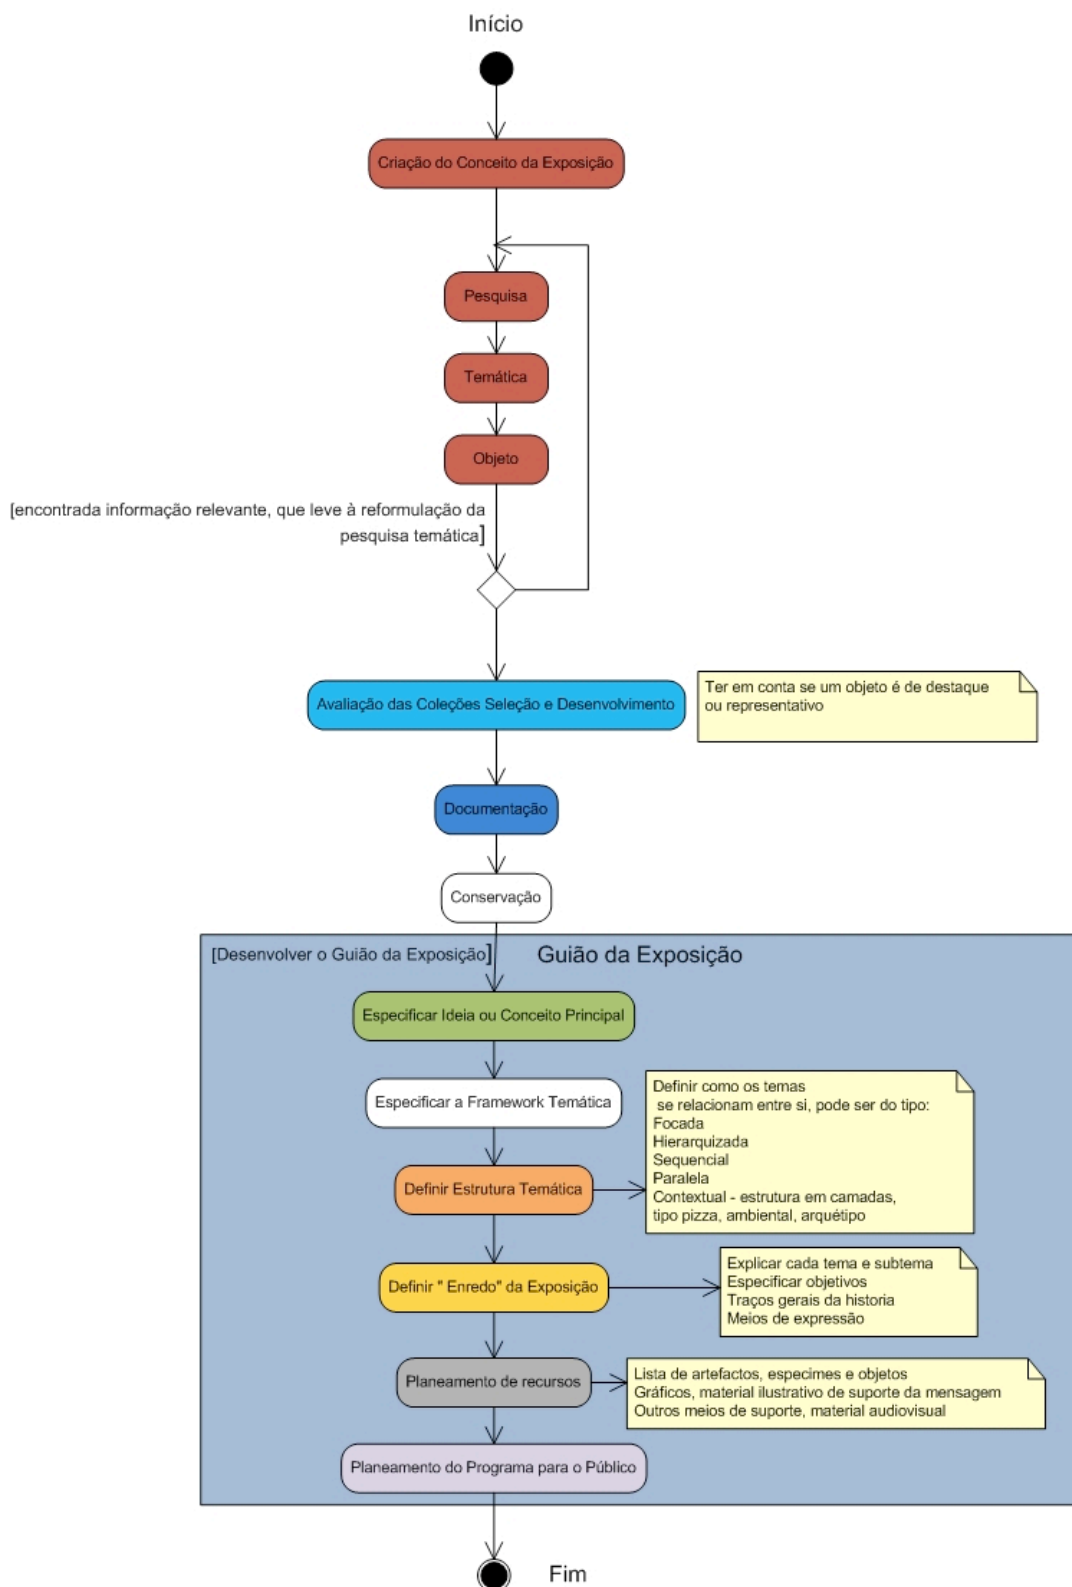 Início
Criação do Conceito da Exposição
Pesquisa
Temática
Objeto
[encontrada informação relevante, que leve à reformulação da
pesquisa temática]
Avaliação das Coleções Seleção e Desenvolvimento
Ter em conta se um objeto é de destaque
ou representativo
Documentação
Conservação
[Desenvolver o Guião da Exposição]
Guião da Exposição
Especificar Ideia ou Conceito Principal
Especificar a Framework Temática
Definir como os temas
se relacionam entre si, pode ser do tipo:
Focada
Hierarquizada
Sequencial
Paralela
Contextual - estrutura em camadas,
tipo pizza, ambiental, arquétipo
Definir Estrutura Temática
Definir " Enredo" da Exposição
Explicar cada tema e subtema
Especificar objetivos
Traços gerais da historia
Meios de expressão
Planeamento de recursos
Lista de artefactos, especimes e objetos
Gráficos, material ilustrativo de suporte da mensagem
Outros meios de suporte, material audiovisual
Planeamento do Programa para o Público
Fim